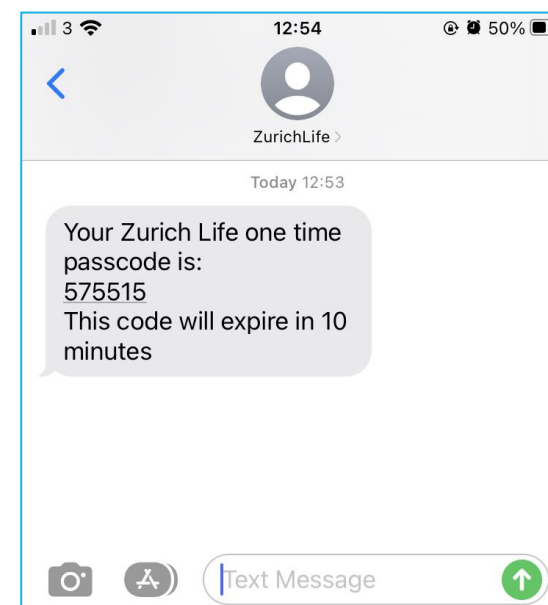 3 12:54 50%
ZurichLife
Today 12:53
Your Zurich Life one time
passcode is:
575515
This code will expire in 10
minutes
Text Message